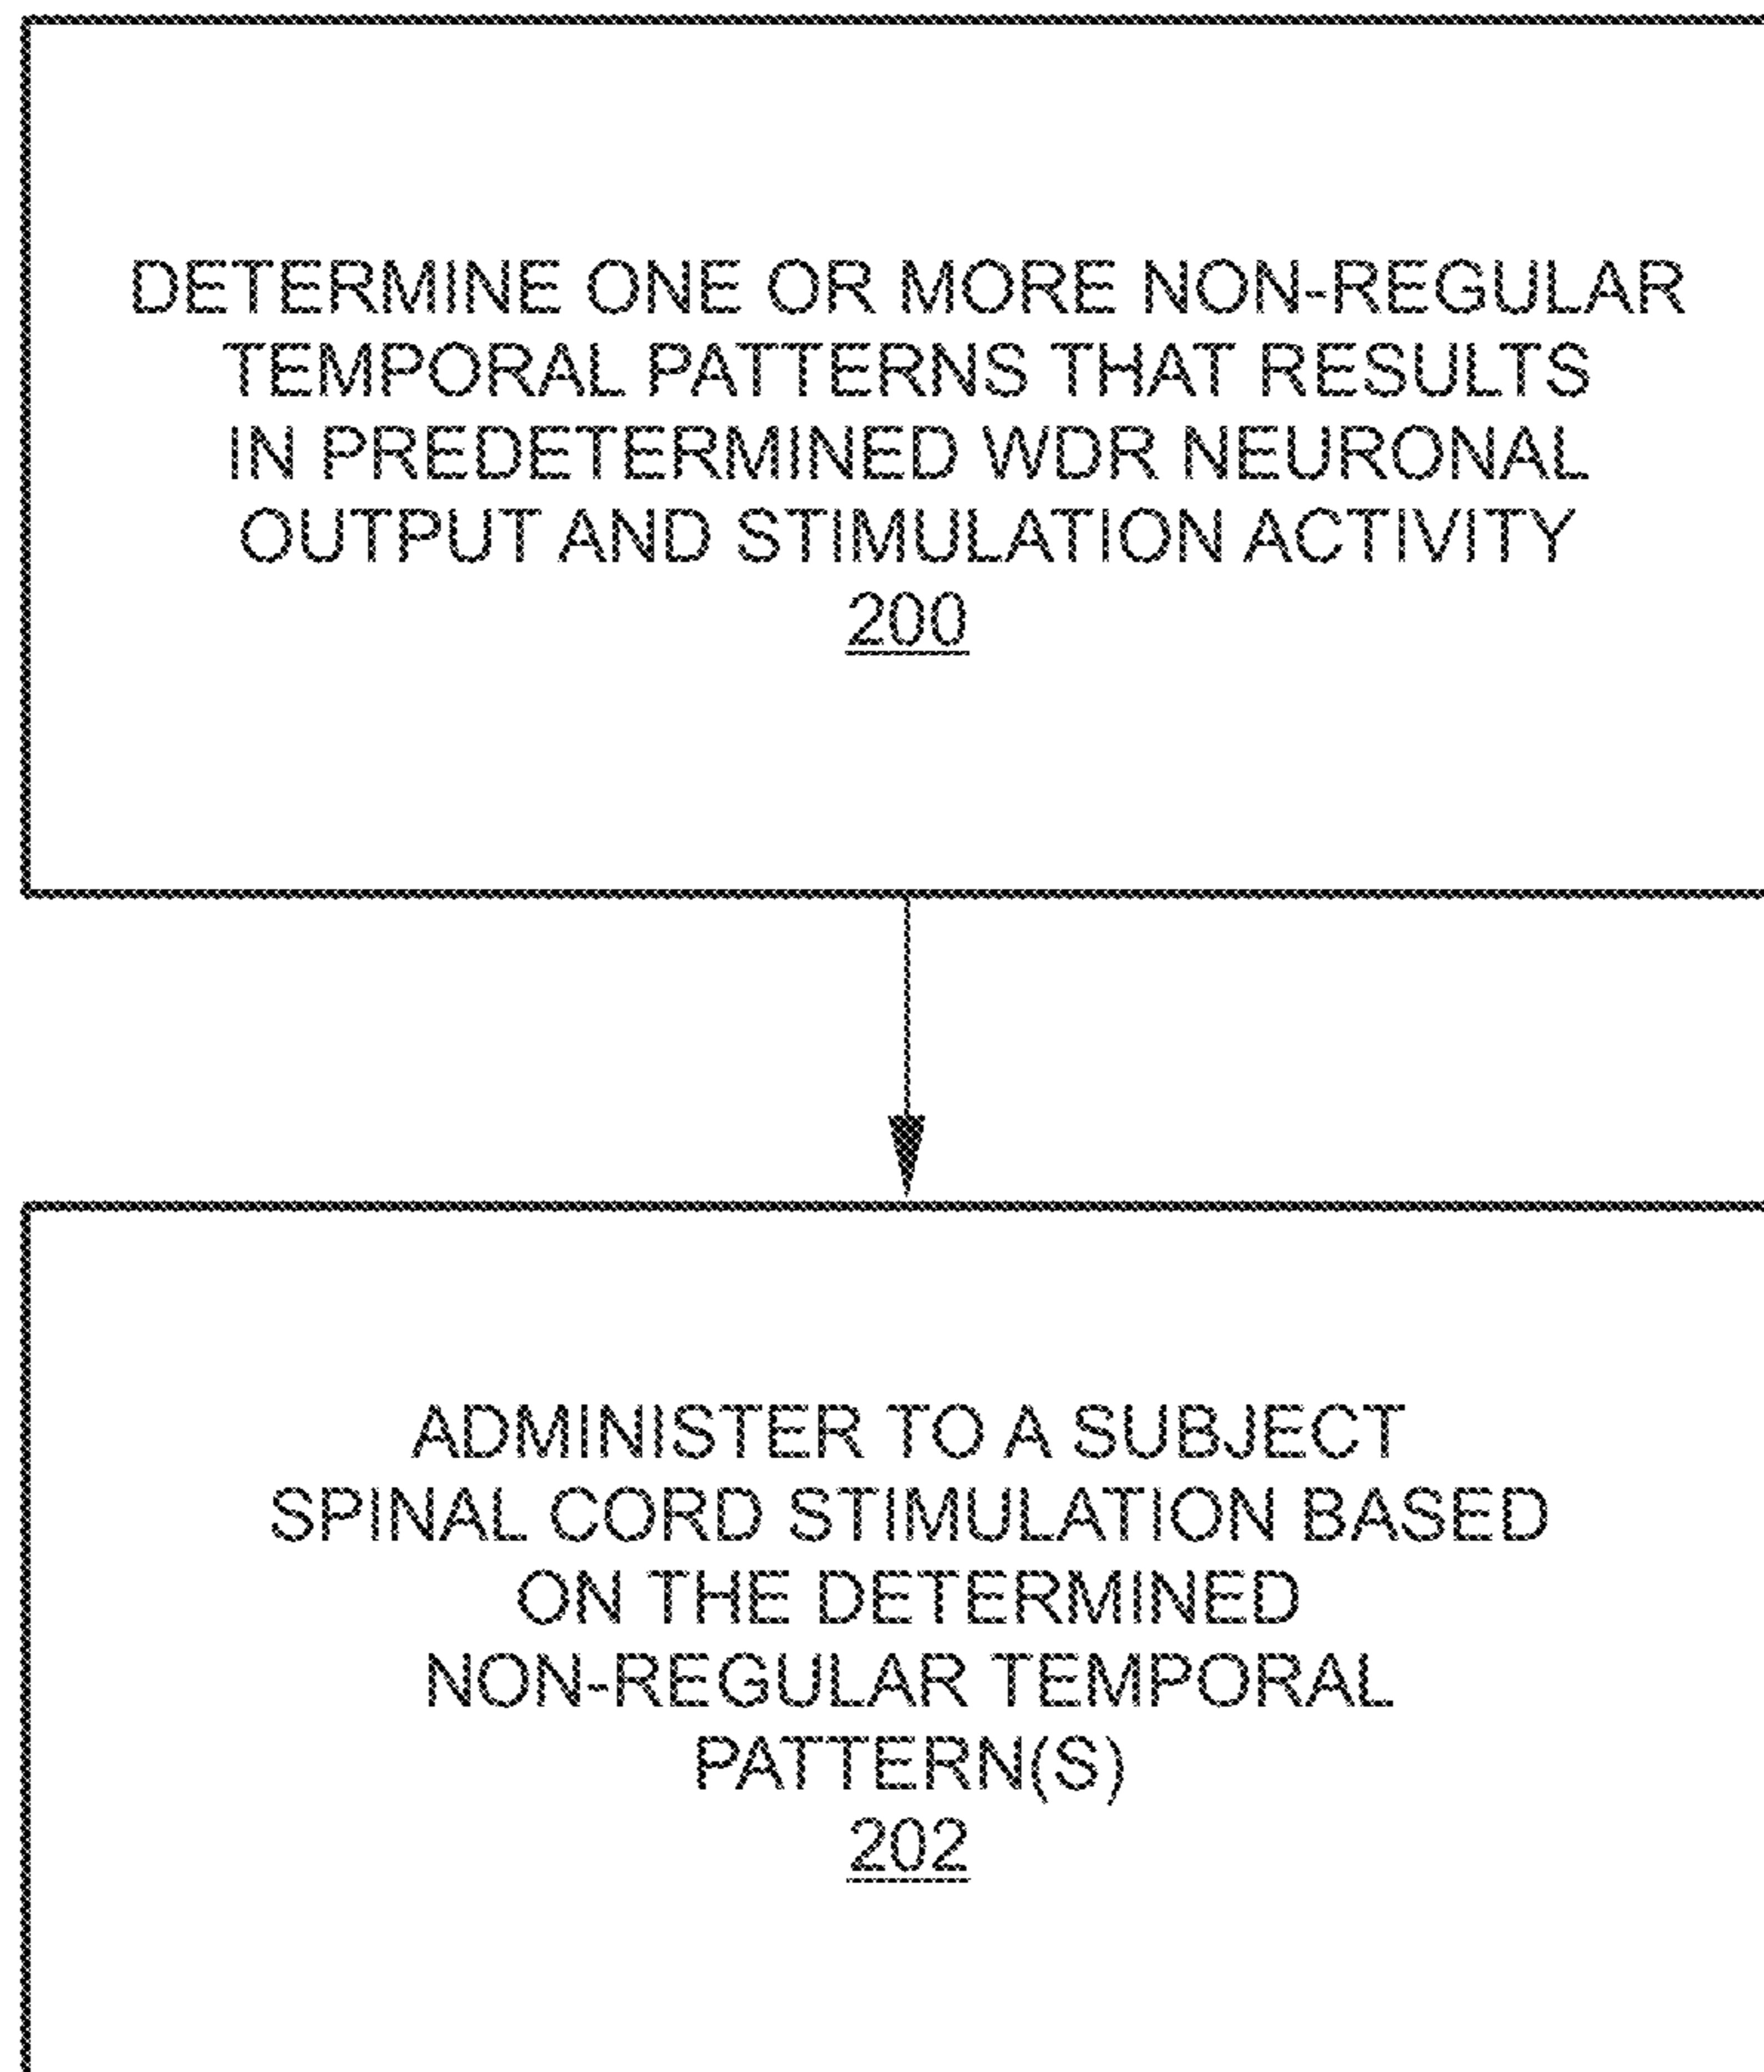 DETERMINE ONE OR MORE NON-REGULAR
TEMPORAL PATTERNS THAT RESULTS
IN PREDETERMINED WDR NEURONAL
OUTPUT AND STIMULATION ACTIVITY
200
ADMINISTER TO A SUBJECT
SPINAL CORD STIMULATION BASED
ON THE DETERMINED
NON-REGULAR TEMPORAL
PATTERN(S)
202